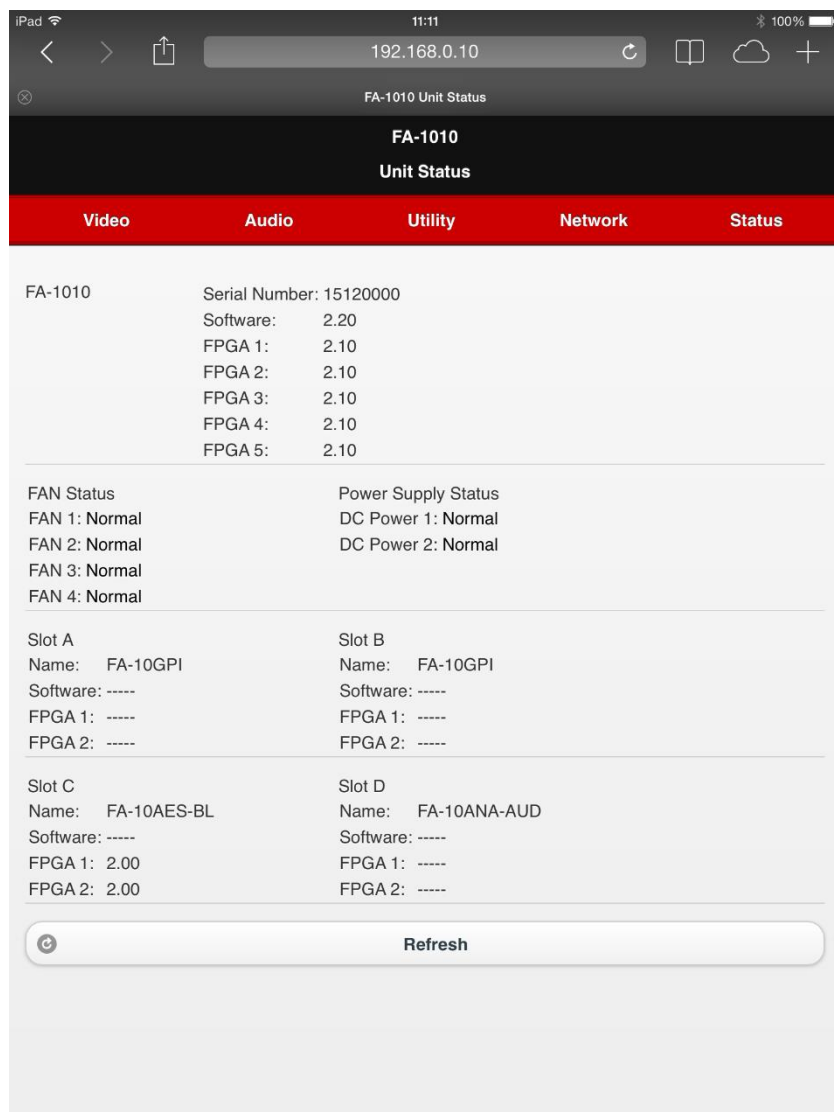 iPad 11:11 100%
192.168.0.10
FA-1010 Unit Status
FA-1010
Unit Status
Video Audio Utility Network Status
FA-1010 Serial Number: 15120000
Software: 2.20
FPGA 1: 2.10
FPGA 2: 2.10
FPGA 3: 2.10
FPGA 4: 2.10
FPGA 5: 2.10
FAN Status Power Supply Status
FAN 1: Normal DC Power 1: Normal
FAN 2: Normal DC Power 2: Normal
FAN 3: Normal
FAN 4: Normal
Slot A Slot B
Name: FA-10GPI Name: FA-10GPI
Software: ----- Software: -----
FPGA 1: ----- FPGA 1: -----
FPGA 2: ----- FPGA 2: -----
Slot C Slot D
Name: FA-10AES-BL Name: FA-10ANA-AUD
Software: ----- Software: -----
FPGA 1: 2.00 FPGA 1: -----
FPGA 2: 2.00 FPGA 2: -----
Refresh